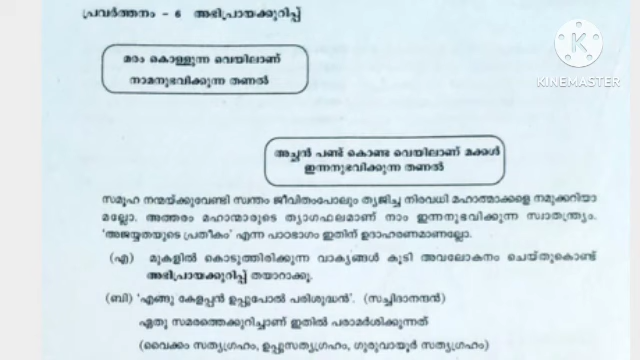 പ്രവർത്തനം - 6 അഭിപ്രായക്കുറിപ്പ്
മരം കൊള്ളുന്ന വെയിലാണ്
നാമനുഭവിക്കുന്ന തണൽ
KINEMASTER
അച്ഛൻ പണ്ട് കൊണ്ട വെയിലാണ് മക്കൾ
ഇന്നനുഭവിക്കുന്ന തണൽ
സമൂഹ നന്മയ്ക്കുവേണ്ടി സ്വന്തം ജീവിതംപോലും ത്യജിച്ച നിരവധി മഹാത്മാക്കളെ നമുക്കറിയാ
മല്ലോ. അത്തരം മഹാന്മാരുടെ ത്യാഗഫലമാണ് നാം ഇന്നനുഭവിക്കുന്ന സ്വാതന്ത്ര്യം.
'അജയ്യതയുടെ പ്രതീകം' എന്ന പാഠഭാഗം ഇതിന് ഉദാഹരണമാണല്ലോ.
(എ) മുകളിൽ കൊടുത്തിരിക്കുന്ന വാക്യങ്ങൾ കൂടി അവലോകനം ചെയ്തുകൊണ്ട്
അഭിപ്രായക്കുറിപ്പ് തയാറാക്കൂ.
(ബി) 'എങ്ങു കേളപ്പൻ ഉപ്പുപോൽ പരിശുദ്ധൻ'. (സച്ചിദാനന്ദൻ)
ഏതു സമരത്തെക്കുറിച്ചാണ് ഇതിൽ പരാമർശിക്കുന്നത്
(വൈക്കം സത്യഗ്രഹം, ഉപ്പുസത്യഗ്രഹം, ഗുരുവായൂർ സത്യഗ്രഹം)